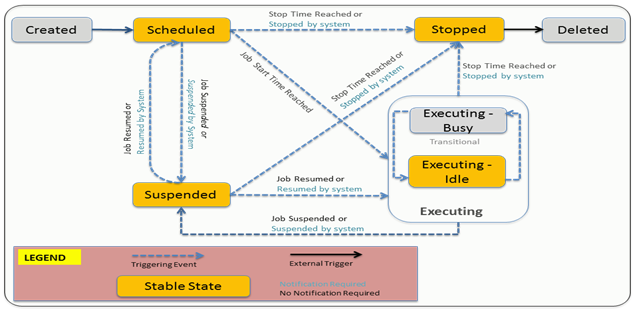 Created
Scheduled
Stop Time Reached or
Stopped by system
Stopped
Deleted
Job Start Time Reached
Stop Time Reached or
Stopped by system
Stop Time Reached or
Stopped by system
Job Resumed or
Resumed by System
Job Suspended or
Suspended by System
Executing -
Busy
Transitional
Executing -
Idle
Executing
Suspended
Job Resumed or
Resumed by system
Job Suspended or
Suspended by system
LEGEND
Triggering Event
External Trigger
Stable State
Notification Required
No Notification Required